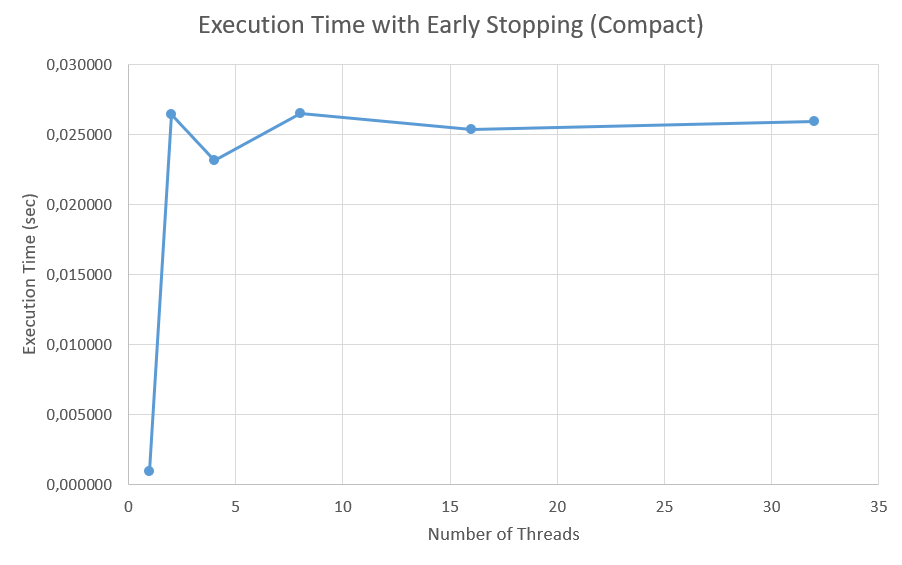 Execution Time with Early Stopping (Compact)
0,030000
0,025000
0,020000
0,015000
0,010000
0,005000
0,000000
Execution Time (sec)
0 5 10 15 20 25 30 35
Number of Threads